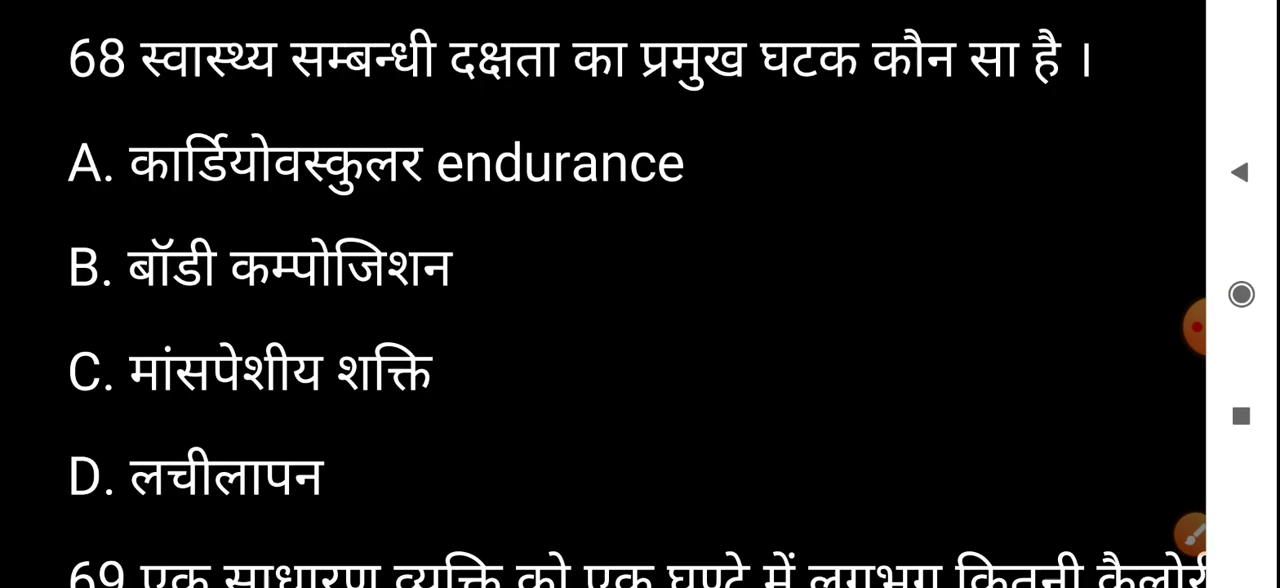 68 स्वास्थ्य सम्बन्धी दक्षता का प्रमुख घटक कौन सा है ।
A. कार्डियोवस्कुलर endurance
B. बॉडी कम्पोजिशन
C. मांसपेशीय शक्ति
D. लचीलापन
69 एक साधारण व्यक्ति को एक घण्टे में लगभग कितनी कैलोरी